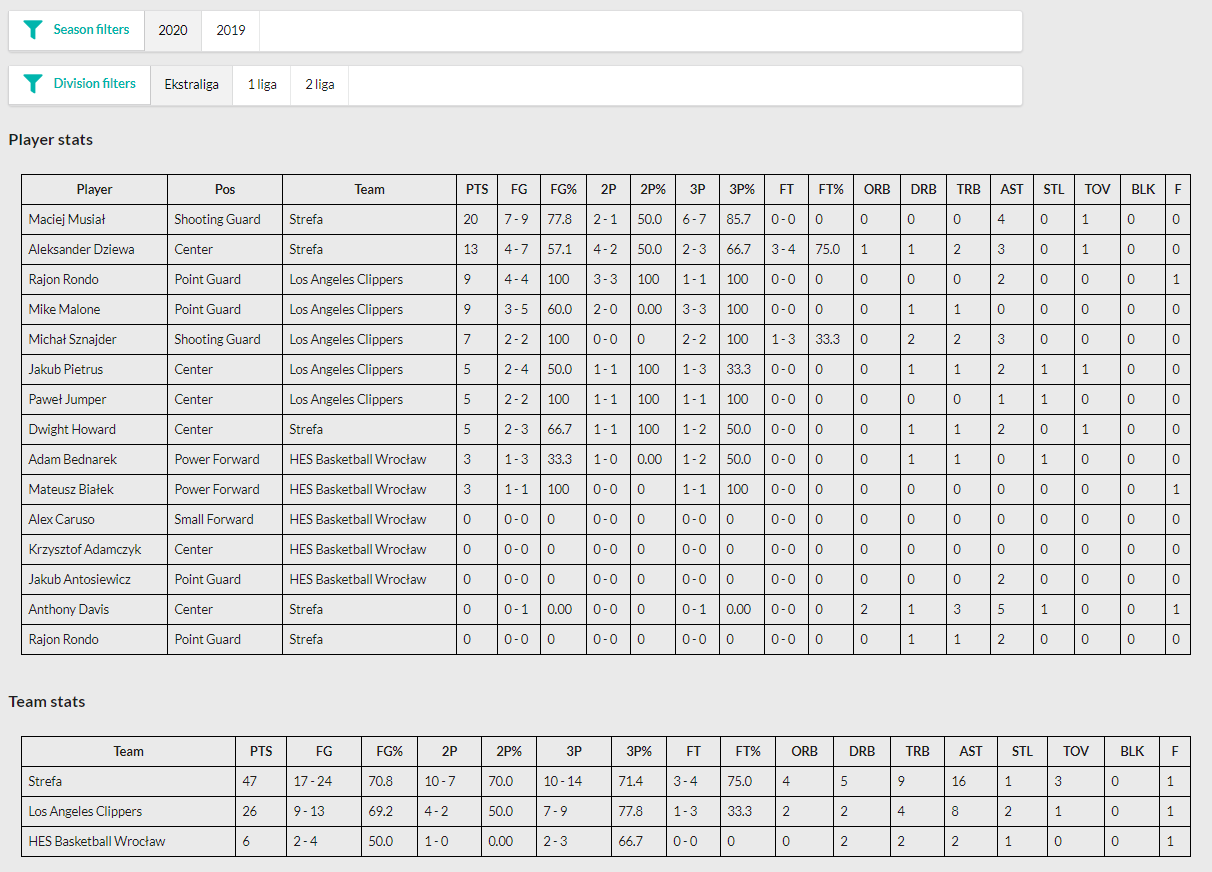 Season filters 2020 2019
Division filters Ekstraliga 1 liga 2 liga
Player stats
Player Pos Team PTS FG FG% 2P 2P% 3P 3P% FT FT% ORB DRB TRB AST STL TOV BLK F
Maciej Musiał Shooting Guard Strefa 20 7 - 9 77.8 2 - 1 50.0 6 - 7 85.7 0 - 0 0 0 0 0 4 0 1 0 0
Aleksander Dziewa Center Strefa 13 4 - 7 57.1 4 - 2 50.0 2 - 3 66.7 3 - 4 75.0 1 1 2 3 0 1 0 0
Rajon Rondo Point Guard Los Angeles Clippers 9 4 - 4 100 3 - 3 100 1 - 1 100 0 - 0 0 0 0 0 2 0 0 0 1
Mike Malone Point Guard Los Angeles Clippers 9 3 - 5 60.0 2 - 0 0.00 3 - 3 100 0 - 0 0 0 1 1 0 0 0 0 0
Michał Sznajder Shooting Guard Los Angeles Clippers 7 2 - 2 100 0 - 0 0 2 - 2 100 1 - 3 33.3 0 2 2 3 0 0 0 0
Jakub Pietrus Center Los Angeles Clippers 5 2 - 4 50.0 1 - 1 100 1 - 3 33.3 0 - 0 0 0 1 1 2 1 1 0 0
Paweł Jumper Center Los Angeles Clippers 5 2 - 2 100 1 - 1 100 1 - 1 100 0 - 0 0 0 0 0 1 1 0 0 0
Dwight Howard Center Strefa 5 2 - 3 66.7 1 - 1 100 1 - 2 50.0 0 - 0 0 0 1 1 2 0 1 0 0
Adam Bednarek Power Forward HES Basketball Wrocław 3 1 - 3 33.3 1 - 0 0.00 1 - 2 50.0 0 - 0 0 0 1 1 0 1 0 0 0
Mateusz Białek Power Forward HES Basketball Wrocław 3 1 - 1 100 0 - 0 0 1 - 1 100 0 - 0 0 0 0 0 0 0 0 0 1
Alex Caruso Small Forward HES Basketball Wrocław 0 0 - 0 0 0 - 0 0 0 - 0 0 0 - 0 0 0 0 0 0 0 0 0 0
Krzysztof Adamczyk Center HES Basketball Wrocław 0 0 - 0 0 0 - 0 0 0 - 0 0 0 - 0 0 0 0 0 0 0 0 0 0
Jakub Antosiewicz Point Guard HES Basketball Wrocław 0 0 - 0 0 0 - 0 0 0 - 0 0 0 - 0 0 0 0 0 2 0 0 0 0
Anthony Davis Center Strefa 0 0 - 1 0.00 0 - 0 0 0 - 1 0.00 0 - 0 0 2 1 3 5 1 0 0 1
Rajon Rondo Point Guard Strefa 0 0 - 0 0 0 - 0 0 0 - 0 0 0 - 0 0 0 1 1 2 0 0 0 0
Team stats
Team PTS FG FG% 2P 2P% 3P 3P% FT FT% ORB DRB TRB AST STL TOV BLK F
Strefa 47 17 - 24 70.8 10 - 7 70.0 10 - 14 71.4 3 - 4 75.0 4 5 9 16 1 3 0 1
Los Angeles Clippers 26 9 - 13 69.2 4 - 2 50.0 7 - 9 77.8 1 - 3 33.3 2 2 4 8 2 1 0 1
HES Basketball Wrocław 6 2 - 4 50.0 1 - 0 0.00 2 - 3 66.7 0 - 0 0 0 2 2 2 1 0 0 1